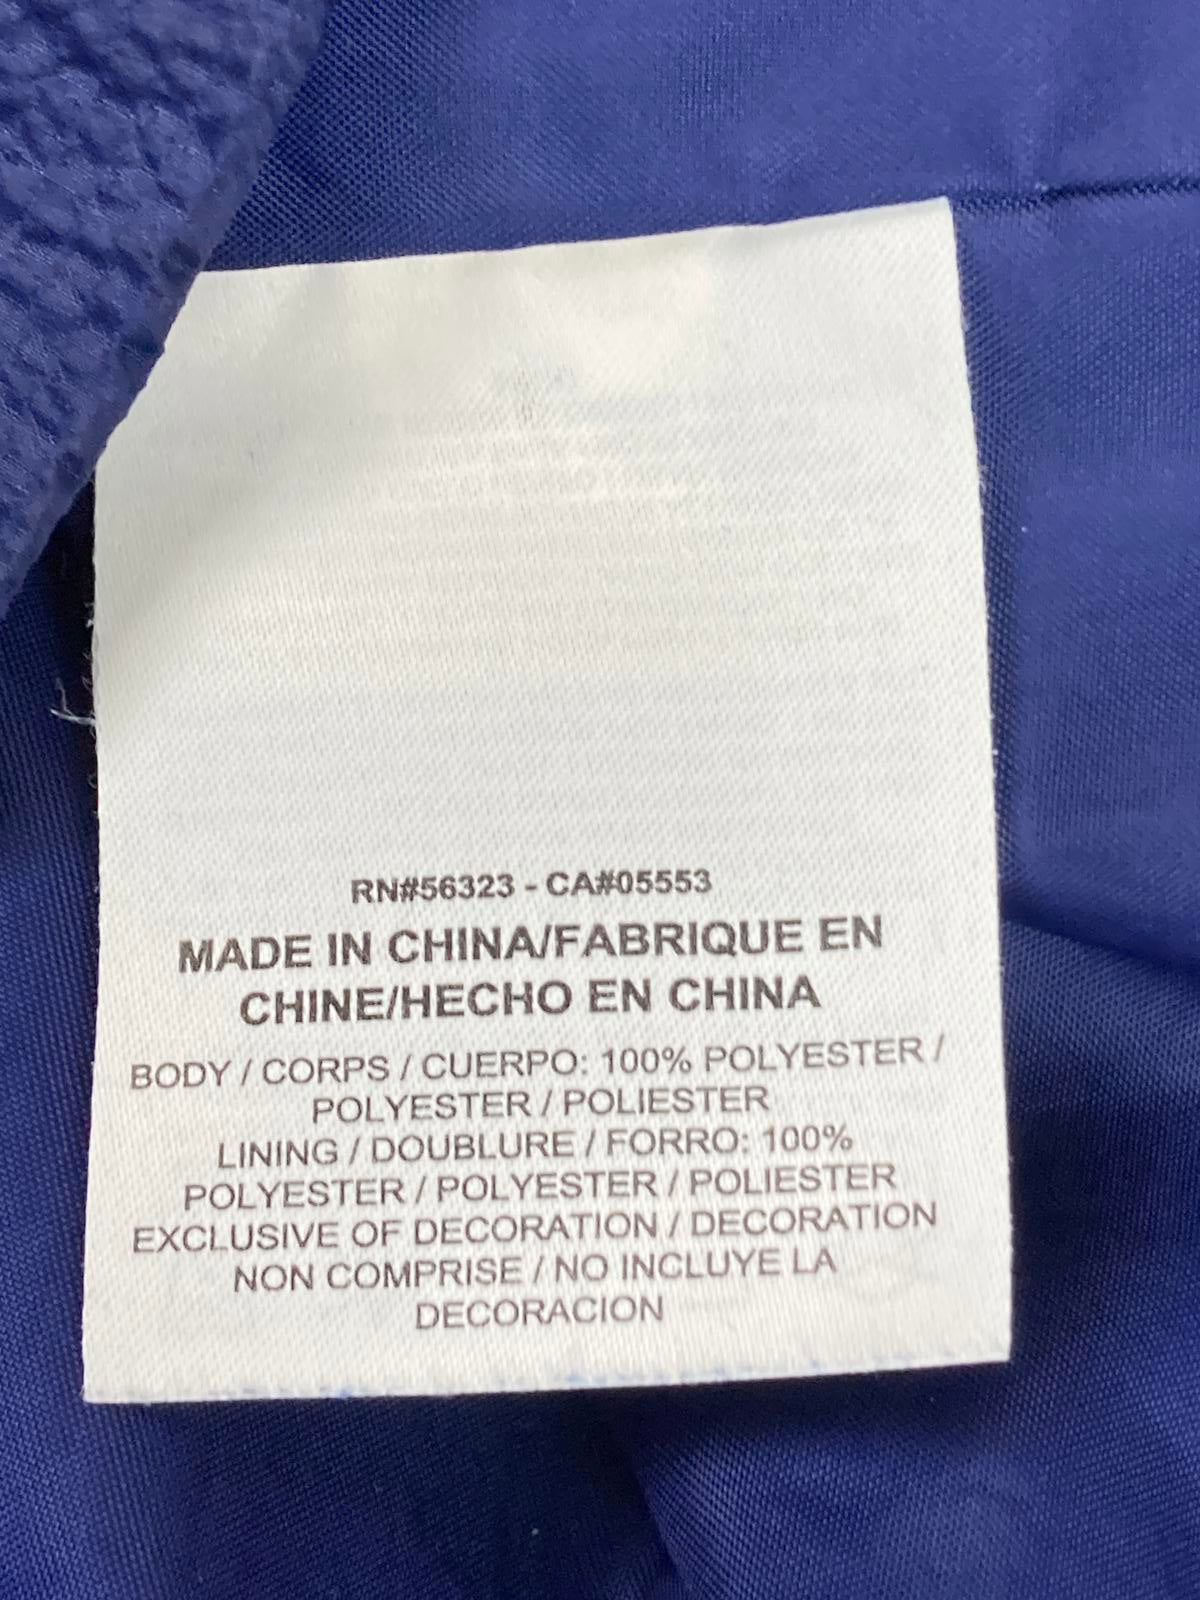 RN#56323 - CA#05553
MADE IN CHINA/FABRIQUE EN
CHINE/HECHO EN CHINA
BODY / CORPS / CUERPO: 100% POLYESTER /
POLYESTER / POLIESTER
LINING / DOUBLURE / FORRO: 100%
POLYESTER / POLYESTER / POLIESTER
EXCLUSIVE OF DECORATION / DECORATION
NON COMPRISE / NO INCLUYE LA
DECORACION